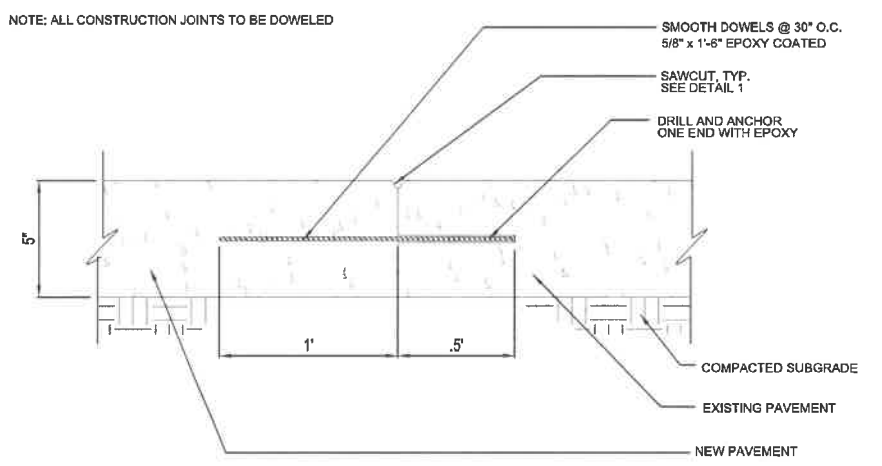 NOTE: ALL CONSTRUCTION JOINTS TO BE DOWELED
SMOOTH DOWELS @ 30" O.C.
5/8" x 1'-6" EPOXY COATED
SAWCUT, TYP.
SEE DETAIL 1
DRILL AND ANCHOR
ONE END WITH EPOXY
5"
1'
.5'
COMPACTED SUBGRADE
EXISTING PAVEMENT
NEW PAVEMENT